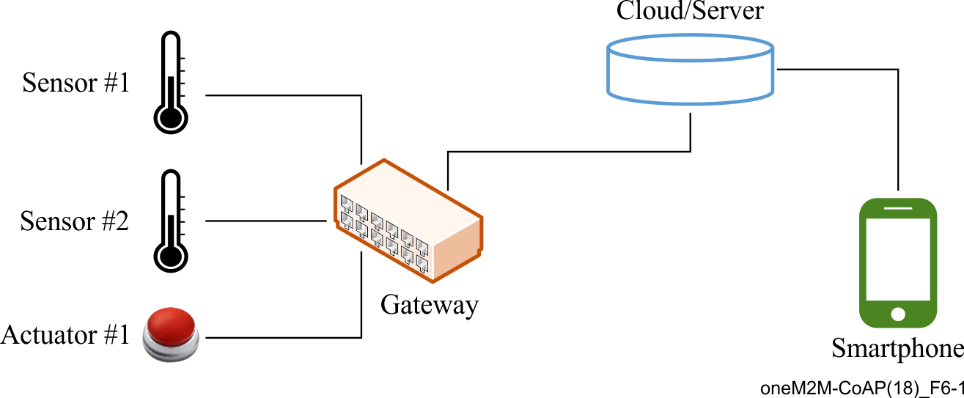 Cloud/Server
Sensor #1
Sensor #2
Gateway
Actuator #1
Smartphone
oneM2M-CoAP(18)_F6-1